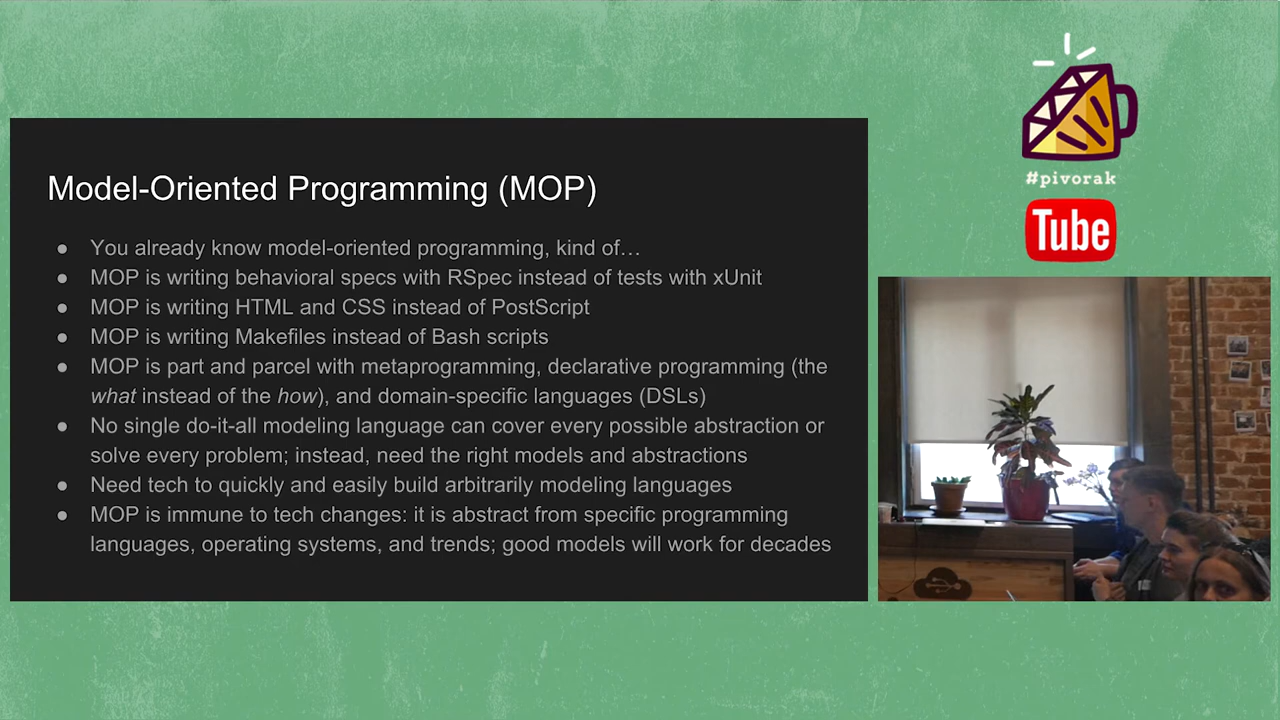 Model-Oriented Programming (MOP)
● You already know model-oriented programming, kind of…
● MOP is writing behavioral specs with RSpec instead of tests with xUnit
● MOP is writing HTML and CSS instead of PostScript
● MOP is writing Makefiles instead of Bash scripts
● MOP is part and parcel with metaprogramming, declarative programming (the
what instead of the how), and domain-specific languages (DSLs)
● No single do-it-all modeling language can cover every possible abstraction or
solve every problem; instead, need the right models and abstractions
● Need tech to quickly and easily build arbitrarily modeling languages
● MOP is immune to tech changes: it is abstract from specific programming
languages, operating systems, and trends; good models will work for decades
#pivorak
Tube